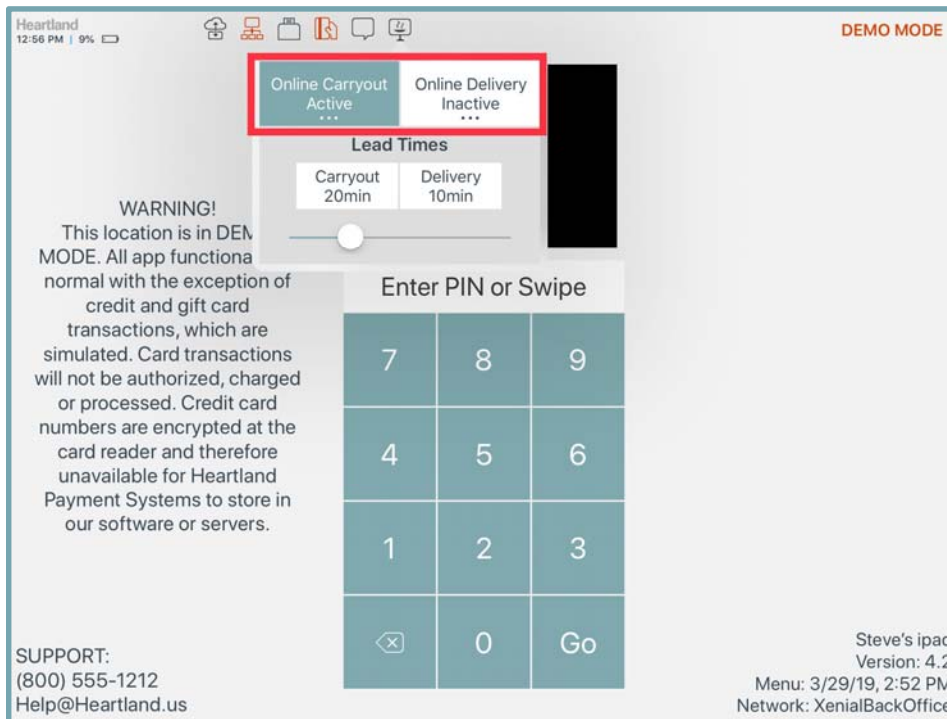 Heartland
12:56 PM | 9%
DEMO MODE
Online Carryout
Active
...
Online Delivery
Inactive
...
Lead Times
Carryout
20min
Delivery
10min
WARNING!
This location is in DEM
MODE. All app functiona
normal with the exception of
credit and gift card
transactions, which are
simulated. Card transactions
will not be authorized, charged
or processed. Credit card
numbers are encrypted at the
card reader and therefore
unavailable for Heartland
Payment Systems to store in
our software or servers.
Enter PIN or Swipe
7 8 9
4 5 6
1 2 3
0 Go
SUPPORT:
(800) 555-1212
Help@Heartland.us
Steve's ipad
Version: 4.2
Menu: 3/29/19, 2:52 PM
Network: XenialBackOffice